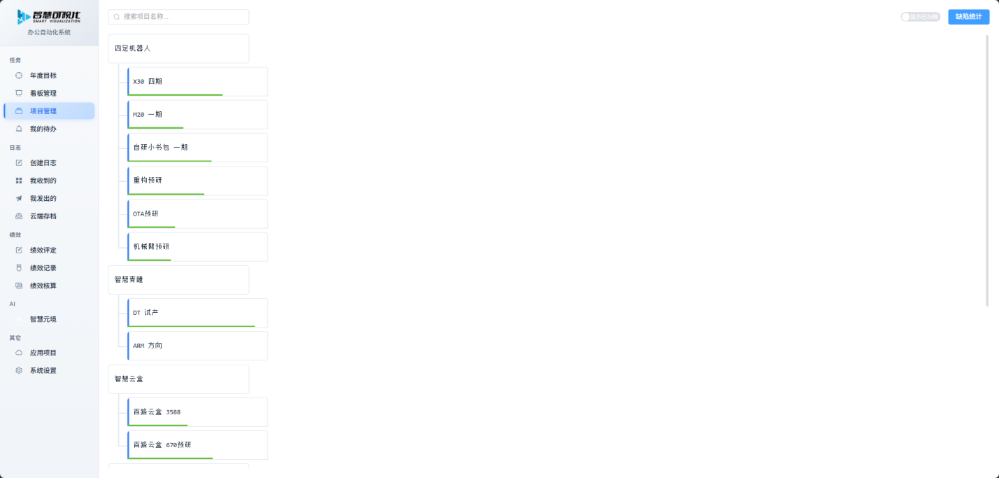 智慧可视化
SMART VISUALIZATION
办公自动化系统
任务
年度目标
看板管理
项目管理
我的待办
日志
创建日志
我收到的
我发出的
云端存档
绩效
绩效评定
绩效记录
绩效核算
AI
智慧元境
其它
应用项目
系统设置
搜索项目名称...
显示已归档
缺陷统计
四足机器人
X30 四期
M20 一期
自研小书包 一期
重构预研
OTA预研
机械臂预研
智慧青瞳
DT 试产
ARM 方向
智慧云盒
百路云盒 3588
百路云盒 670预研